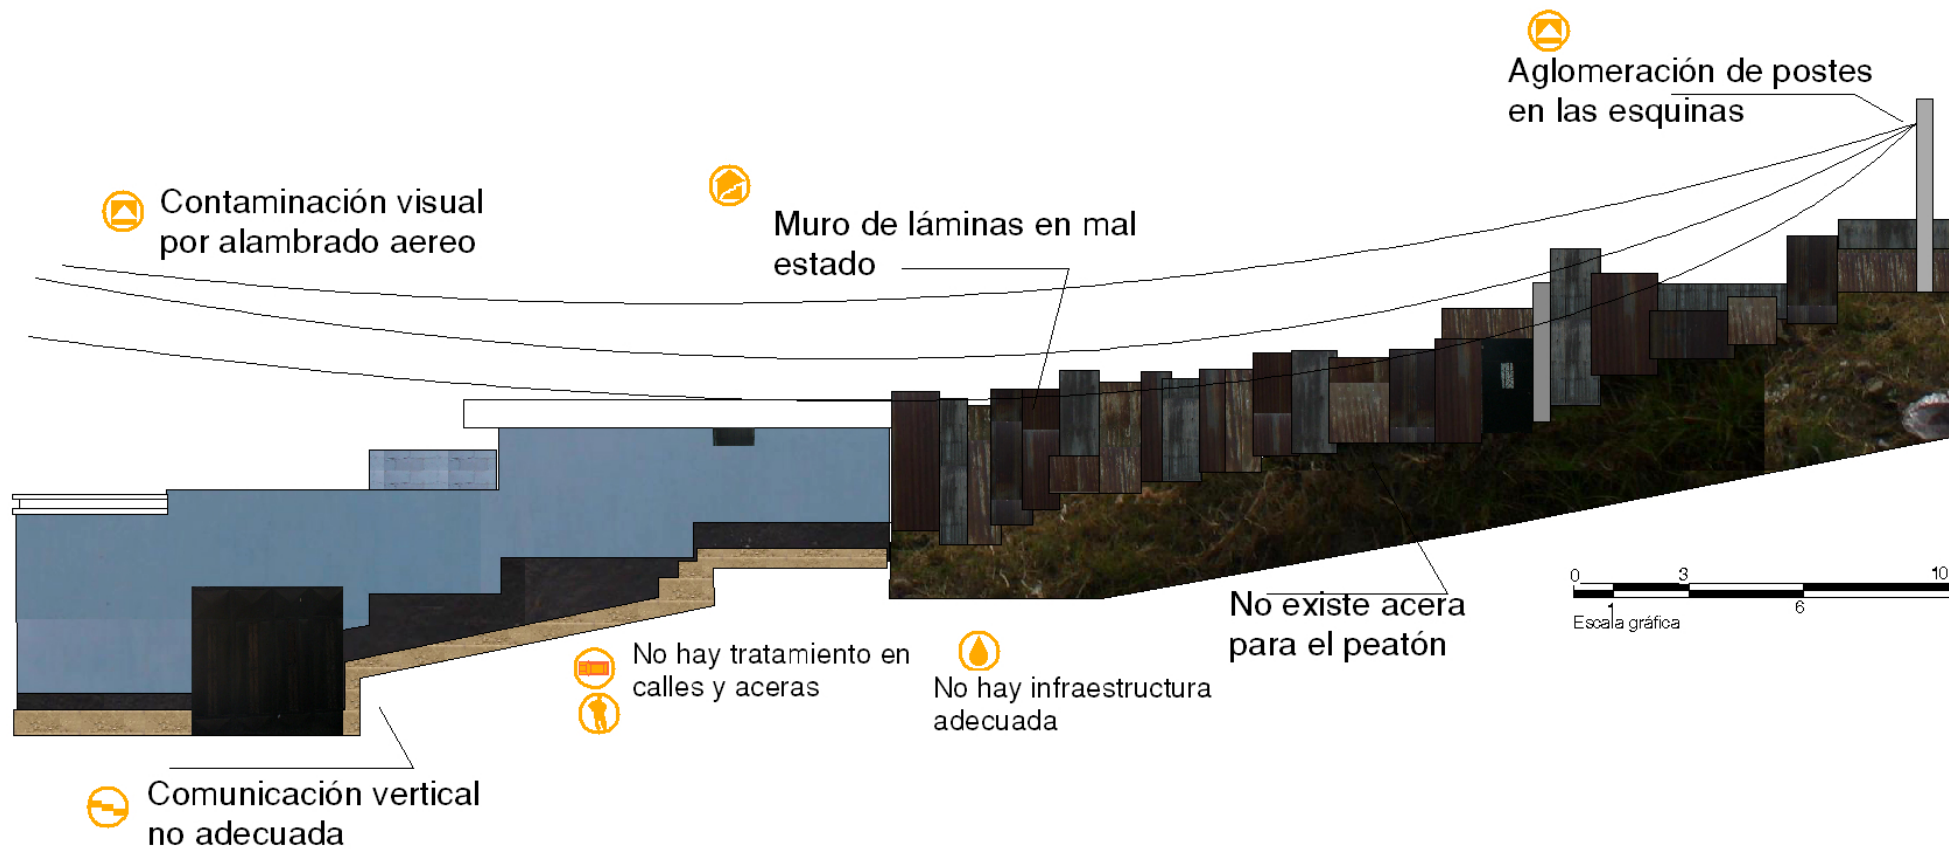 Aglomeración de postes
en las esquinas
Contaminación visual
por alambrado aereo
Muro de láminas en mal
estado
0 3 10
1 6
Escala gráfica
No existe acera
para el peatón
No hay tratamiento en
calles y aceras
No hay infraestructura
adecuada
Comunicación vertical
no adecuada